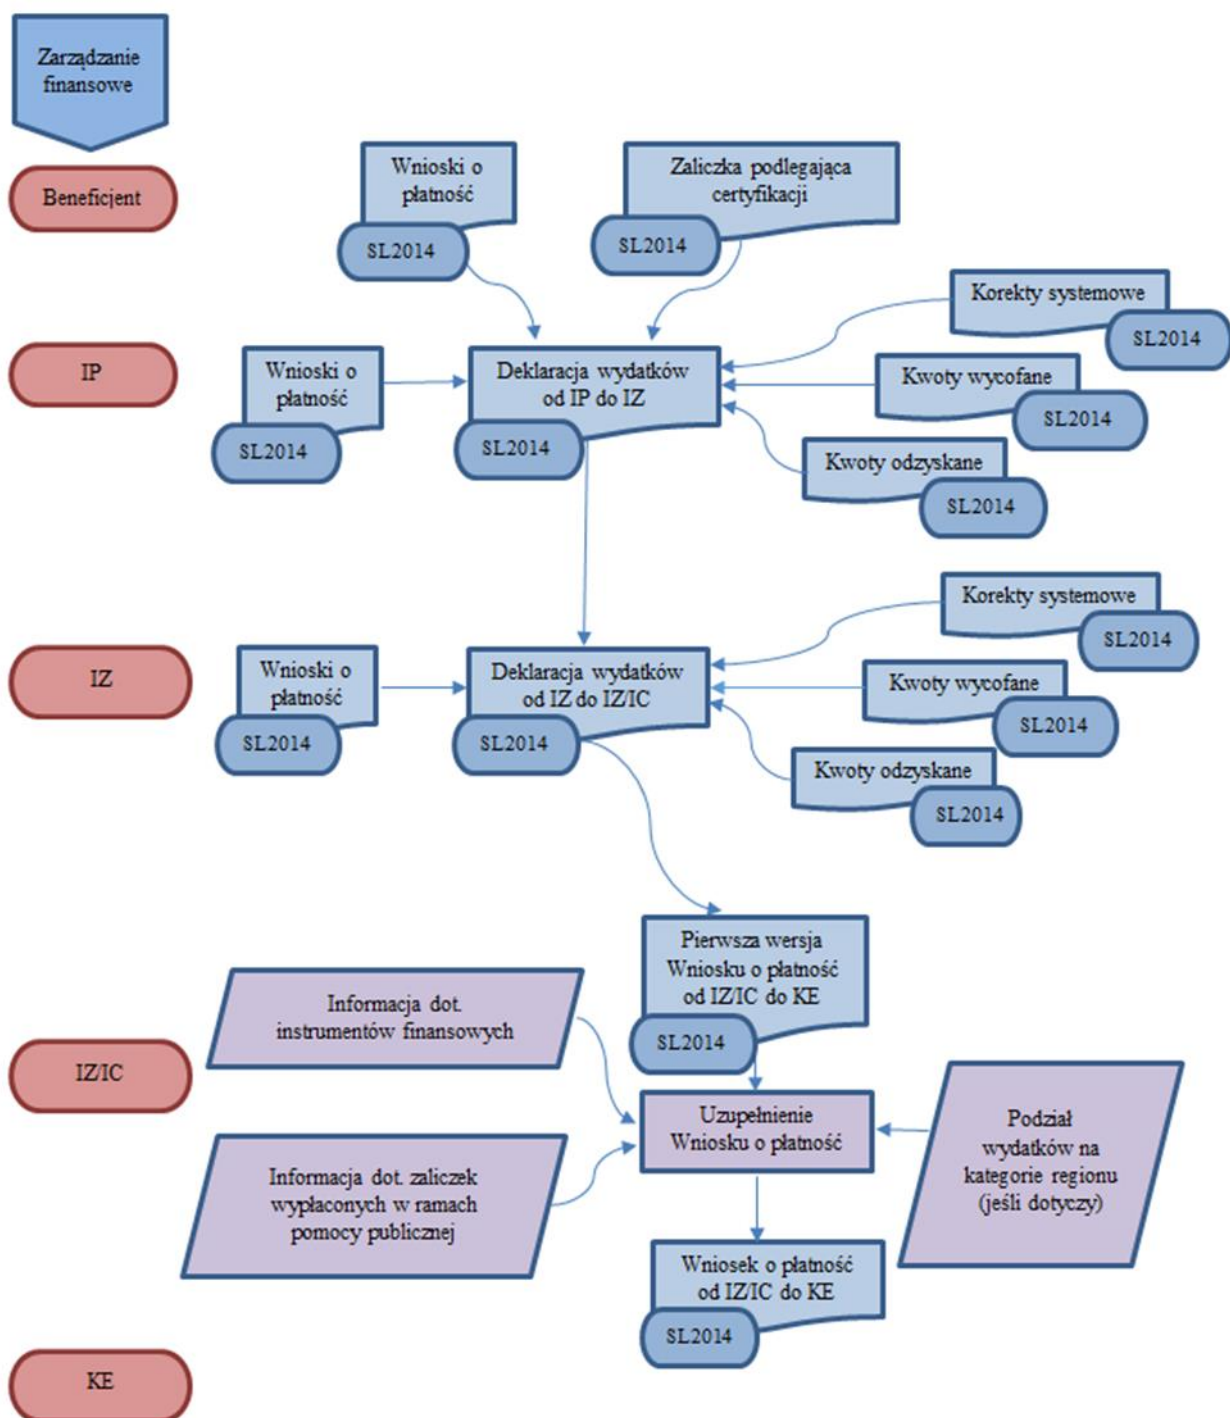 Zarządzanie
finansowe
Beneficjent
Wnioski o
płatność
SL2014
Zaliczka podlegająca
certyfikacji
SL2014
Korekty systemowe
SL2014
IP
Wnioski o
płatność
SL2014
Deklaracja wydatków
od IP do IZ
SL2014
Kwoty wycofane
SL2014
Kwoty odzyskane
SL2014
Korekty systemowe
SL2014
IZ
Wnioski o
płatność
SL2014
Deklaracja wydatków
od IZ do IZ/IC
SL2014
Kwoty wycofane
SL2014
Kwoty odzyskane
SL2014
Pierwsza wersja
Wniosku o płatność
od IZ/IC do KE
SL2014
Informacja dot.
instrumentów finansowych
IZ/IC
Uzupełnienie
Wniosku o płatność
Podział
wydatków na
kategorie regionu
(jeśli dotyczy)
Informacja dot. zaliczek
wypłaconych w ramach
pomocy publicznej
Wniosek o płatność
od IZ/IC do KE
SL2014
KE